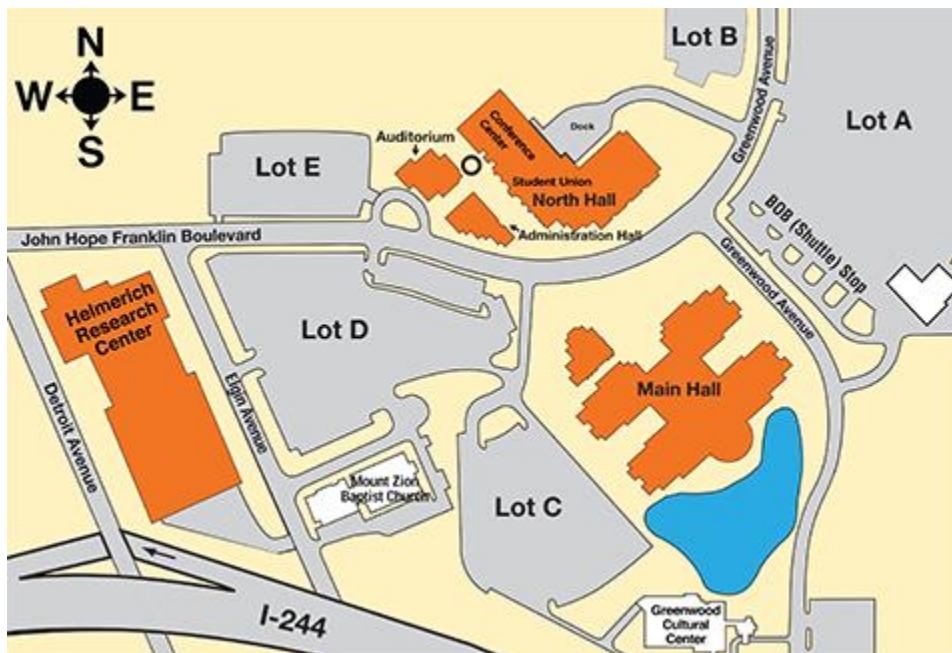 N
W E
S
Lot B
Greenwood Avenue
Lot A
Dock
Conference
Center
Auditorium
Lot E
Student Union
North Hall
Administration Hall
John Hope Franklin Boulevard
BOB (Shuttle) Stop
Greenwood Avenue
Helmerich
Research
Center
Lot D
Main Hall
Elgin Avenue
Detroit Avenue
Mount Zion
Baptist Church
Lot C
I-244
Greenwood
Cultural
Center